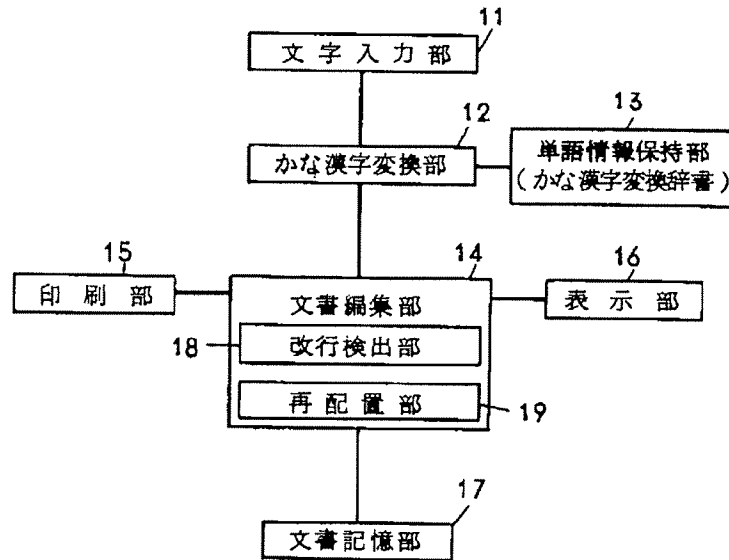 11
文字入力部
12
13
かな漢字変換部
単語情報保持部
(かな漢字変換辞書)
15
14
16
印刷部
文書編集部
表示部
18
改行検出部
再配置部
19
17
文書記憶部